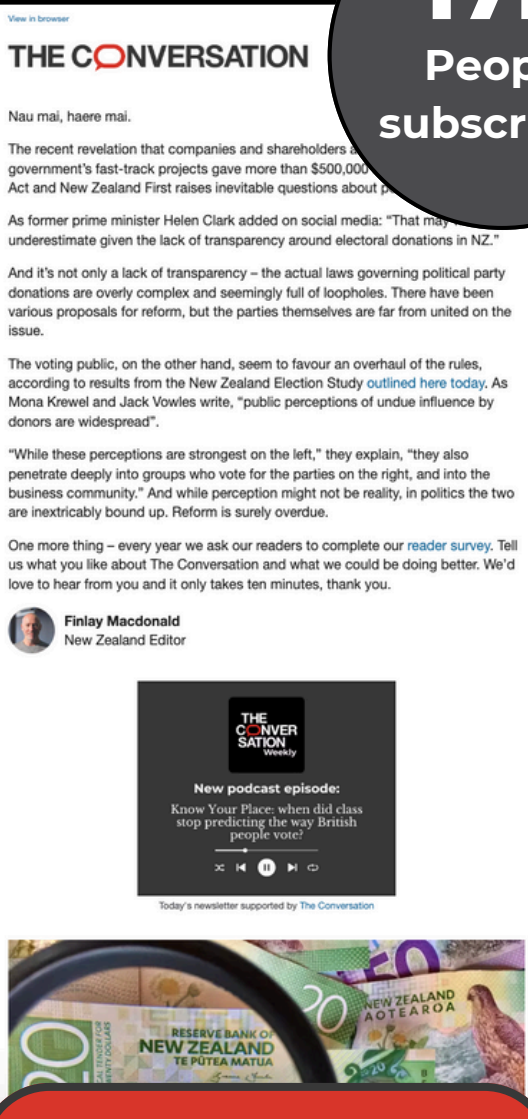 View in browser
THE CONVERSATION
Peop
subscri
Nau mai, haere mai.
The recent revelation that companies and shareholders
government's fast-track projects gave more than $500,000
Act and New Zealand First raises inevitable questions about
As former prime minister Helen Clark added on social media: "That may
underestimate given the lack of transparency around electoral donations in NZ."
And it's not only a lack of transparency – the actual laws governing political party
donations are overly complex and seemingly full of loopholes. There have been
various proposals for reform, but the parties themselves are far from united on the
issue.
The voting public, on the other hand, seem to favour an overhaul of the rules,
according to results from the New Zealand Election Study outlined here today. As
Mona Krewel and Jack Vowles write, "public perceptions of undue influence by
donors are widespread".
"While these perceptions are strongest on the left," they explain, "they also
penetrate deeply into groups who vote for the parties on the right, and into the
business community." And while perception might not be reality, in politics the two
are inextricably bound up. Reform is surely overdue.
One more thing – every year we ask our readers to complete our reader survey. Tell
us what you like about The Conversation and what we could be doing better. We'd
love to hear from you and it only takes ten minutes, thank you.
Finlay Macdonald
New Zealand Editor
THE
CONVER
SATION
Weekly
New podcast episode:
Know Your Place: when did class
stop predicting the way British
people vote?
Today's newsletter supported by The Conversation
20
NEW ZEALAND
AOTEAROA
RESERVE BANK OF
NEW ZEALAND
TE PŪTEA MATUA
20